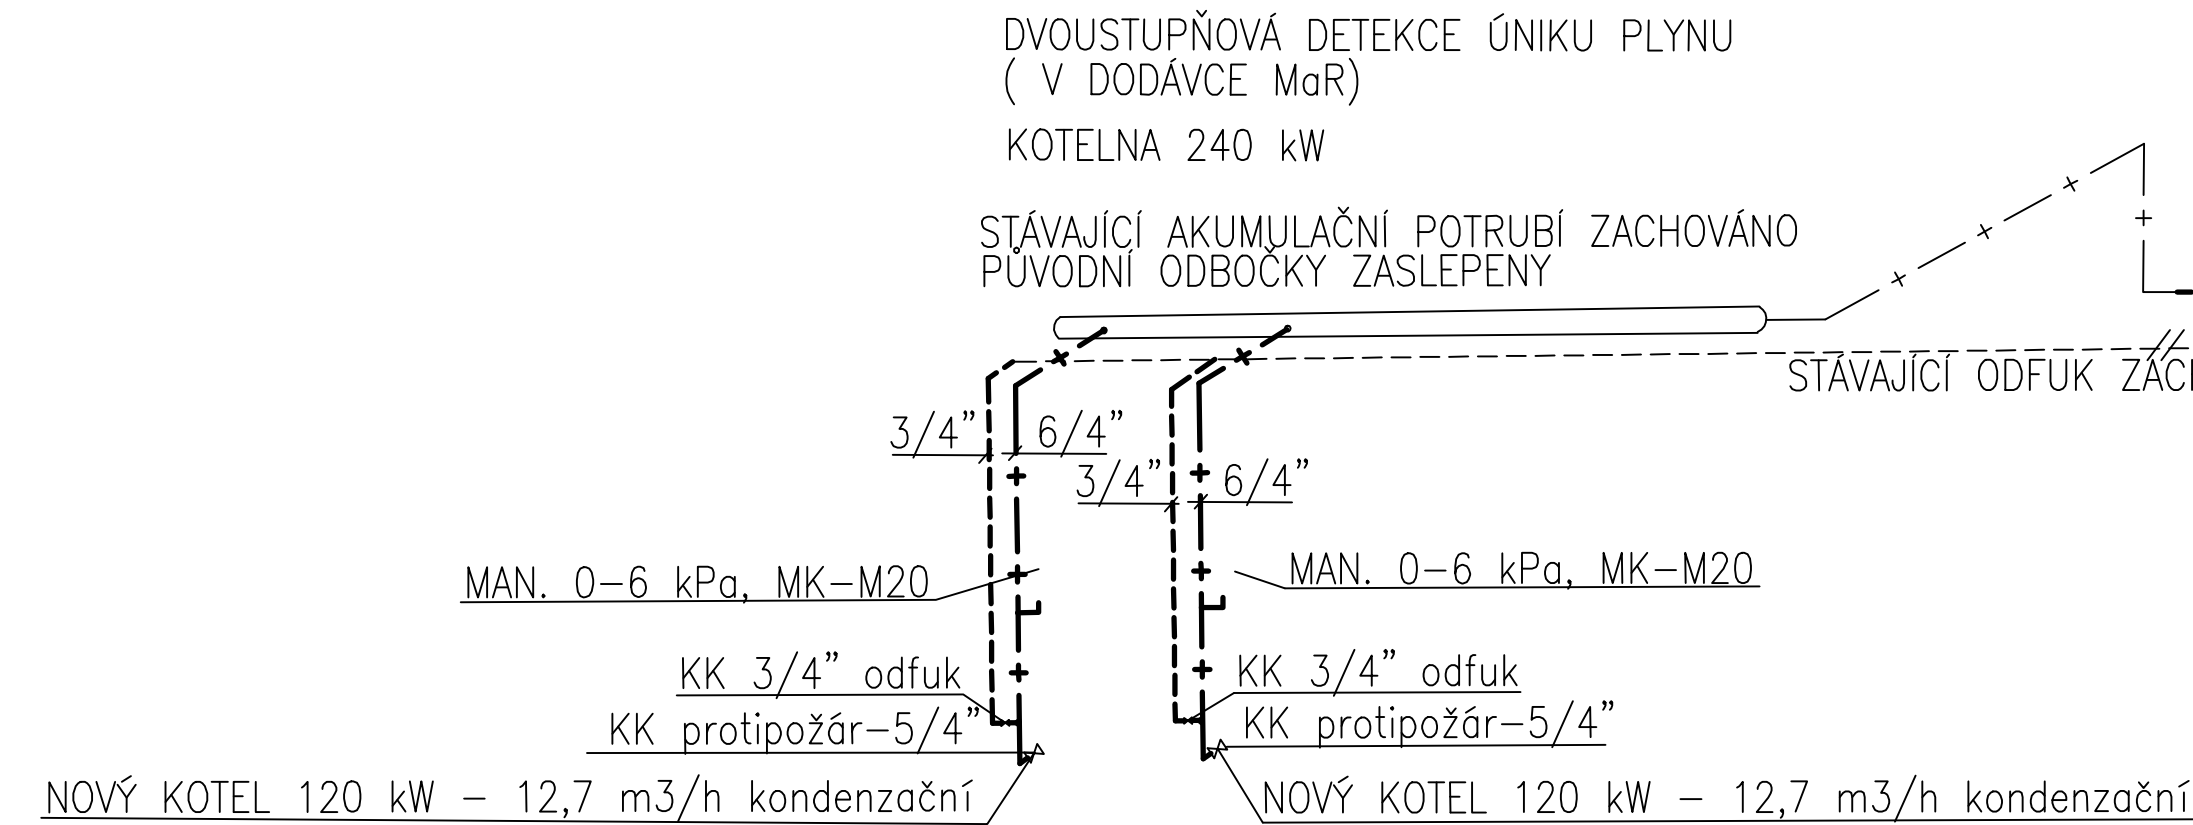 DVOUSTUPŇOVÁ DETEKCE ÚNIKU PLYNU
( V DODÁVCE MaR)
KOTELNA 240 kW
STÁVAJÍCÍ AKUMULAČNÍ POTRUBÍ ZACHOVÁNO
PŮVODNÍ ODBOČKY ZASLEPENY
STÁVAJÍCÍ ODFUK
3/4” 6/4”
3/4” 6/4”
MAN. 0-6 kPa, MK-M20
MAN. 0-6 kPa, MK-M20
KK 3/4” odfuk
KK 3/4” odfuk
KK protipožár-5/4”
KK protipožár-5/4”
NOVÝ KOTEL 120 kW - 12,7 m3/h kondenzační
NOVÝ KOTEL 120 kW - 12,7 m3/h kondenzační